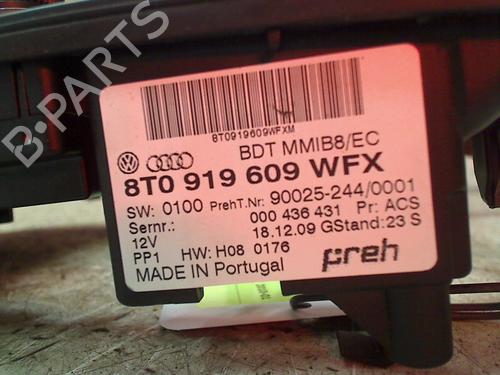 B-PARTS
8T0919609WFXM
BDT MMIB8/EC
8T0 919 609 WFX
SW: 0100 PrehT.Nr: 90025-244/0001
Sernr.: 000 436 431 Pr: ACS
12V 18.12.09 GStand: 23 S
PP1 HW: H08 0176
MADE IN Portugal preh